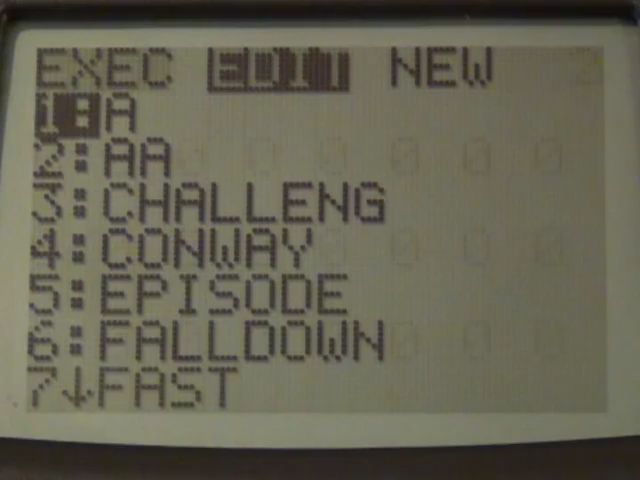 EXEC EDIT NEW
1:A
2:AA
3:CHALLENG
4:CONWAY
5:EPISODE
6:FALLDOWN
7↓FAST